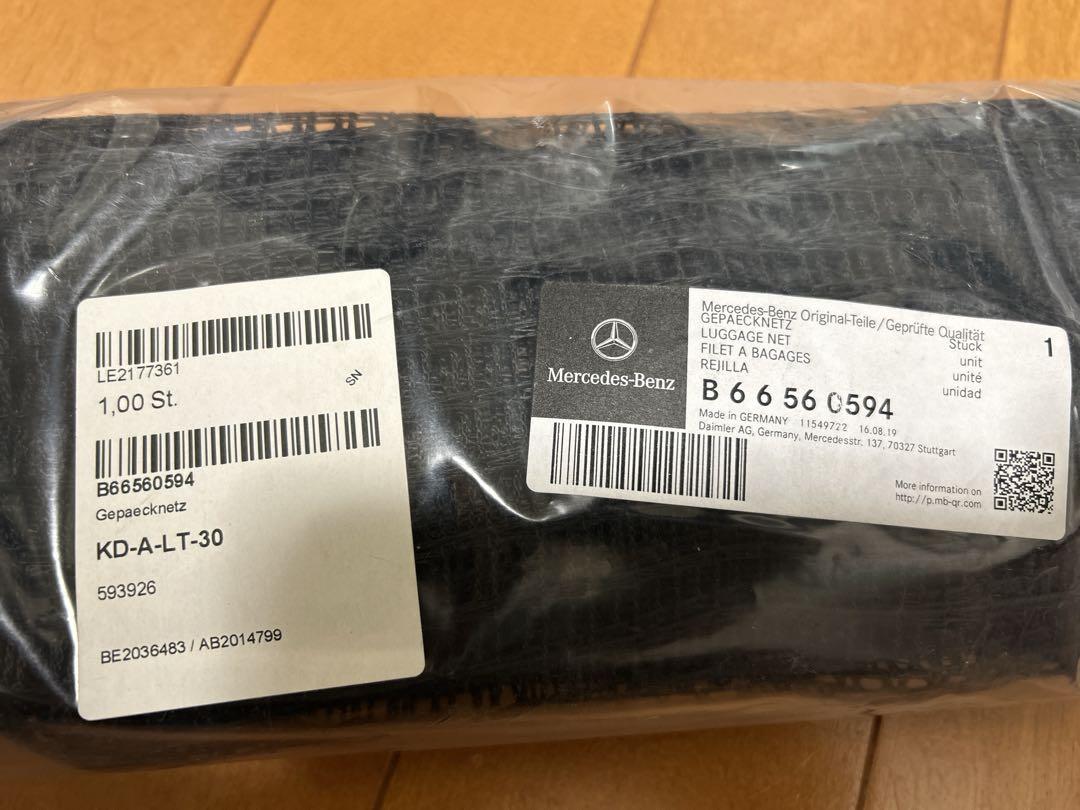 LE2177361
1,00 St.
SN
B66560594
Gepaecknetz
KD-A-LT-30
593926
BE2036483 / AB2014799
Mercedes-Benz
Mercedes-Benz Original-Teile/Geprüfte Qualität
GEPAECKNETZ Stück 1
LUGGAGE NET unit
FILET A BAGAGES unité
REJILLA unidad
B 6 6 56 0594
Made in GERMANY 11549722 16.08.19
Daimler AG, Germany, Mercedesstr. 137, 70327 Stuttgart
More information on
http://p.mb-qr.com